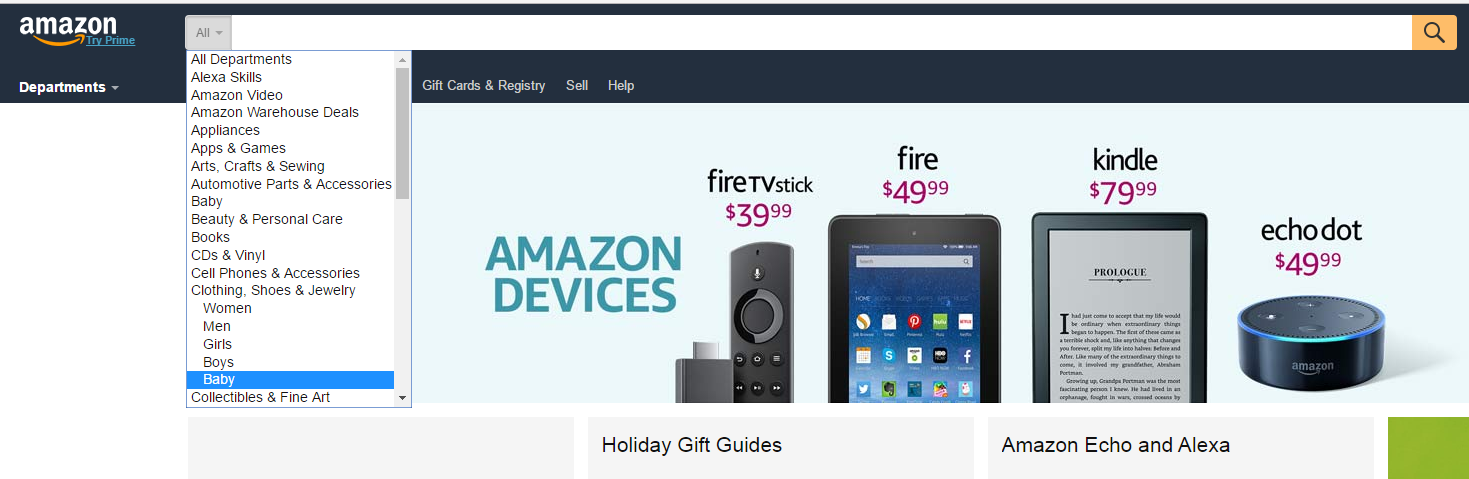 amazon
Try Prime
All
Departments
Gift Cards & Registry
Sell
Help
All Departments
Alexa Skills
Amazon Video
Amazon Warehouse Deals
Appliances
Apps & Games
Arts, Crafts & Sewing
Automotive Parts & Accessories
Baby
Beauty & Personal Care
Books
CDs & Vinyl
Cell Phones & Accessories
Clothing, Shoes & Jewelry
Women
Men
Girls
Boys
Baby
Collectibles & Fine Art
AMAZON
DEVICES
fireTVstick
$39.99
fire
$49.99
Search
kindle
$79.99
PROLOGUE
I had just come to accept that my life would
be ordinary when extraordinary things
began to happen. The first of these came as
a terrible shock and, like anything that changes
you forever, split my life into halves: Before and
After. Like many of the extraordinary things to
come, it involved my grandfather, Abraham
Portman.
Growing up, Grandpa Portman was the most
fascinating person I knew. He had lived in an
orphanage, fought in wars, crossed oceans by
echo dot
$49.99
amazon
Holiday Gift Guides
Amazon Echo and Alexa